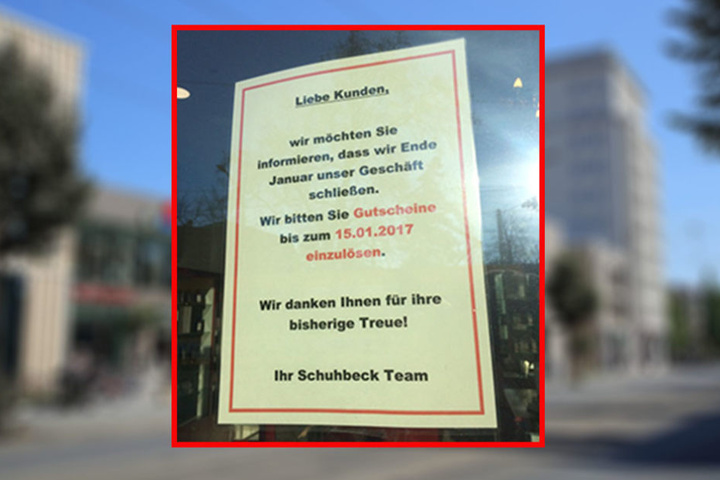 Liebe Kunden,
wir möchten Sie
informieren, dass wir Ende
Januar unser Geschäft
schließen.
Wir bitten Sie Gutscheine
bis zum 15.01.2017
einzulösen.
Wir danken Ihnen für ihre
bisherige Treue!
Ihr Schuhbeck Team